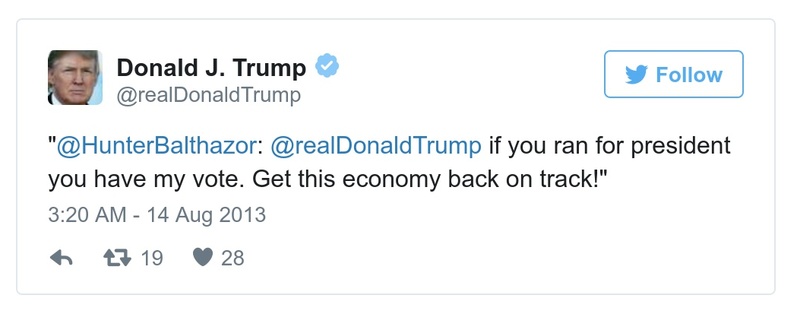 Donald J. Trump
@realDonaldTrump
Follow
"@HunterBalthazor: @realDonaldTrump if you ran for president
you have my vote. Get this economy back on track!"
3:20 AM - 14 Aug 2013
19 28